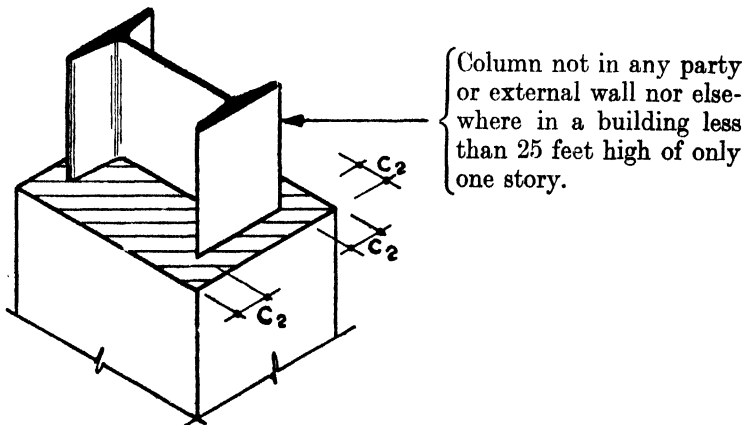 Column not in any party
or external wall nor else-
where in a building less
than 25 feet high of only
one story.
C2
C2
C2